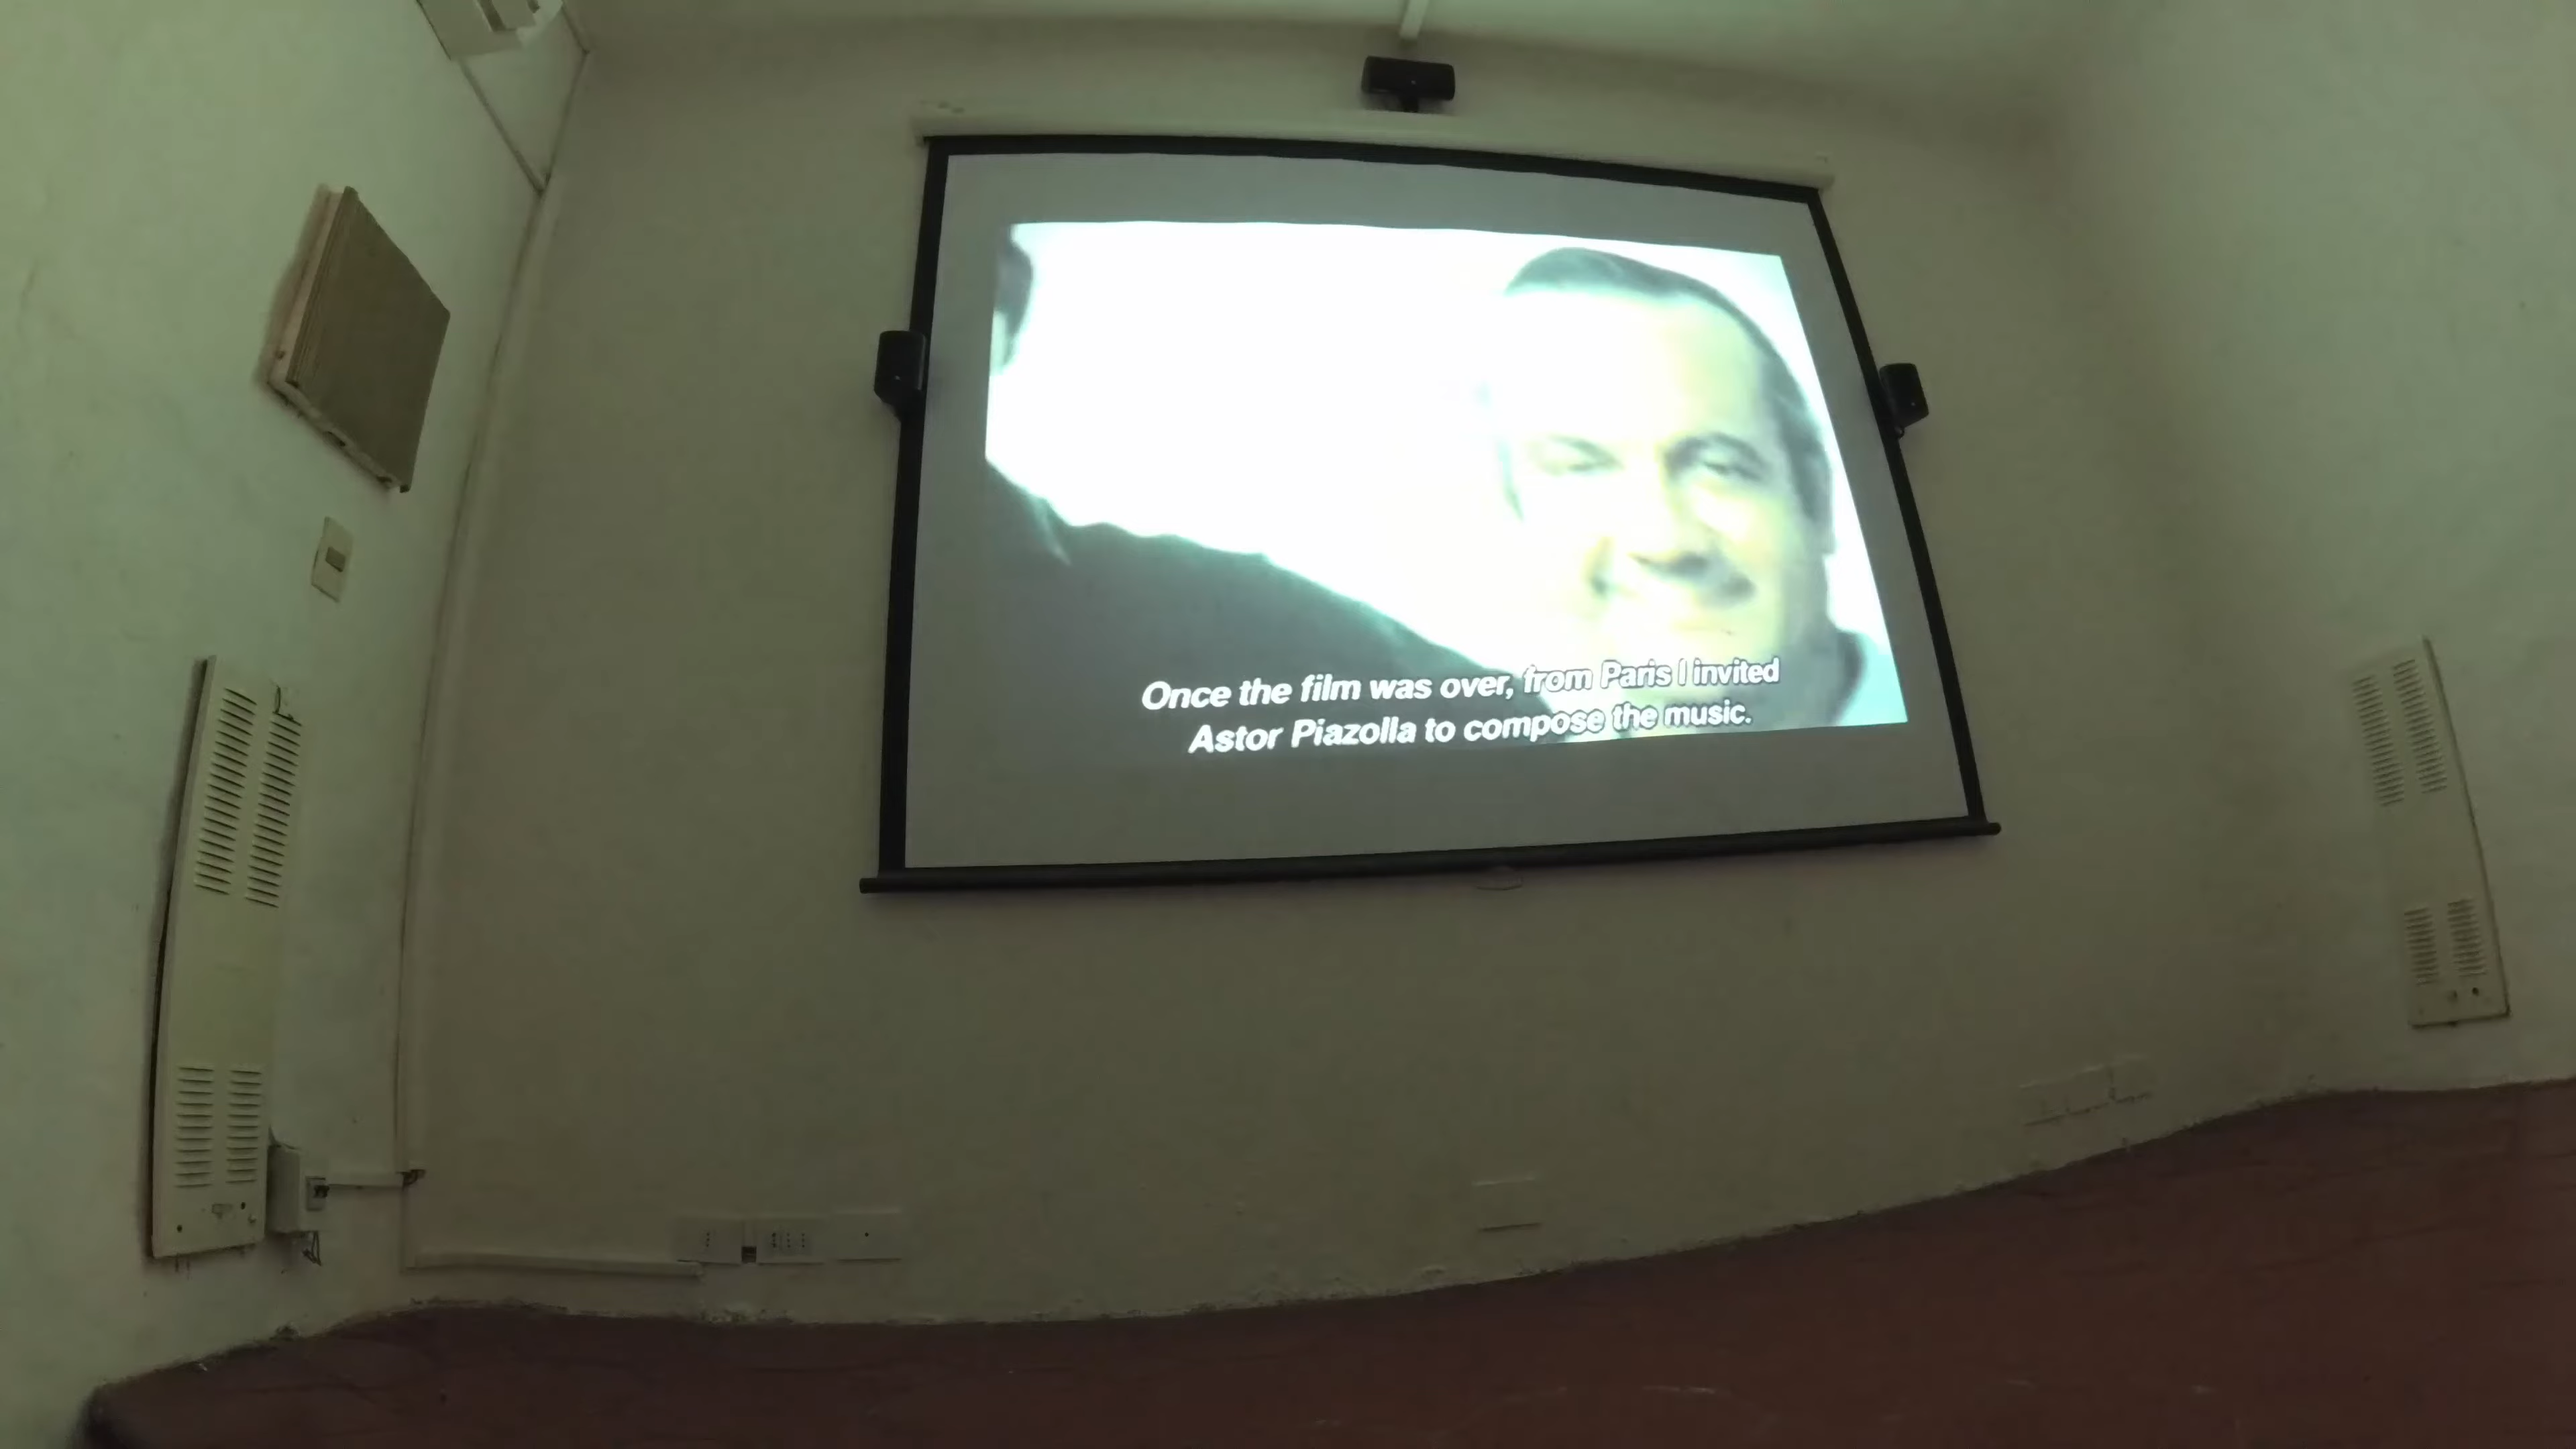 Once the film was over, from Paris I invited
Astor Piazolla to compose the music.